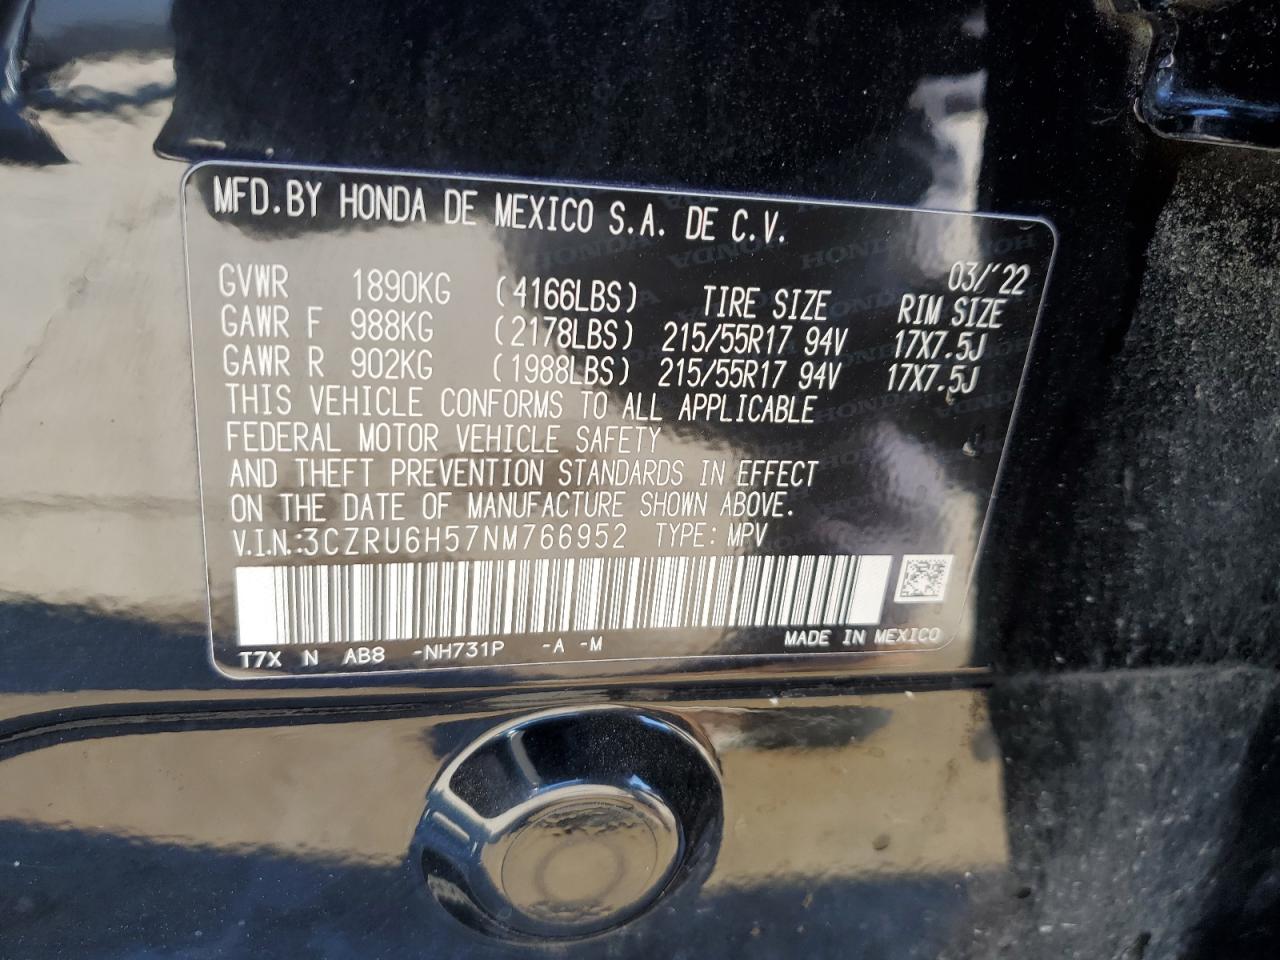 MFD.BY HONDA DE MEXICO S.A. DE C.V.
03/'22
GVWR 1890KG (4166LBS) TIRE SIZE RIM SIZE
GAWR F 988KG (2178LBS) 215/55R17 94V 17X7.5J
GAWR R 902KG (1988LBS) 215/55R17 94V 17X7.5J
THIS VEHICLE CONFORMS TO ALL APPLICABLE
FEDERAL MOTOR VEHICLE SAFETY
AND THEFT PREVENTION STANDARDS IN EFFECT
ON THE DATE OF MANUFACTURE SHOWN ABOVE.
V.I.N.:3CZRU6H57NM766952 TYPE: MPV
MADE IN MEXICO
T7X N AB8 -NH731P -A -M